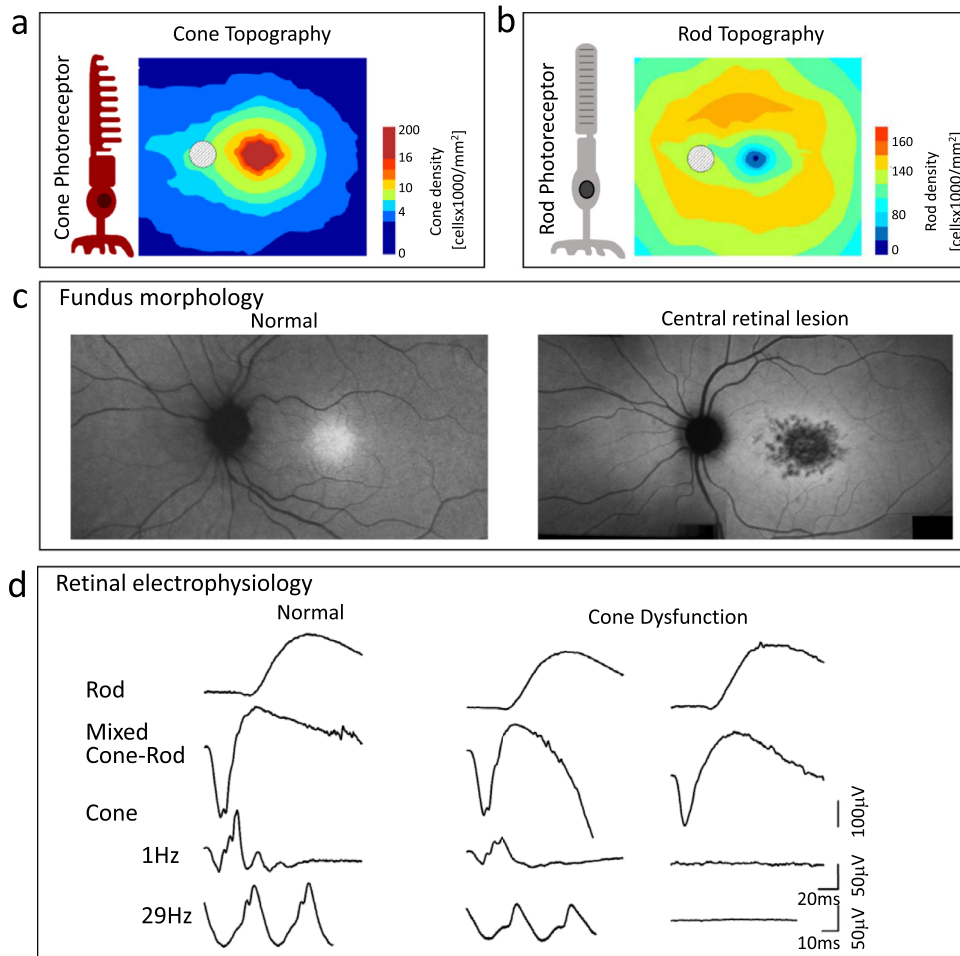 a
Cone Topography
Cone Photoreceptor
200
16
10
4
0
Cone density
[cellsx1000/mm²]
b
Rod Topography
Rod Photoreceptor
160
140
80
0
Rod density
[cellsx1000/mm²]
c
Fundus morphology
Normal
Central retinal lesion
d
Retinal electrophysiology
Normal
Cone Dysfunction
Rod
Mixed
Cone-Rod
100µV
Cone
1Hz
50µV
20ms
29Hz
50µV
10ms